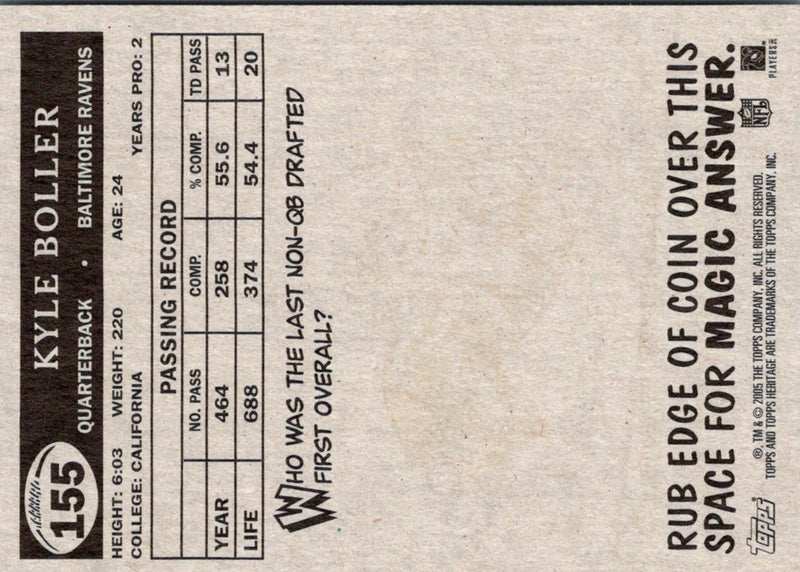 155
KYLE BOLLER
QUARTERBACK • BALTIMORE RAVENS
HEIGHT: 6:03 WEIGHT: 220 AGE: 24
COLLEGE: CALIFORNIA YEARS PRO: 2
PASSING RECORD
NO. PASS COMP. % COMP. TD PASS
YEAR 464 258 55.6 13
LIFE 688 374 54.4 20
WHO WAS THE LAST NON-QB DRAFTED
FIRST OVERALL?
RUB EDGE OF COIN OVER THIS
SPACE FOR MAGIC ANSWER.
TOPPS
®, TM & © 2005 THE TOPPS COMPANY, INC. ALL RIGHTS RESERVED.
TOPPS AND TOPPS HERITAGE ARE TRADEMARKS OF THE TOPPS COMPANY, INC.
NFL
PLAYERS INC